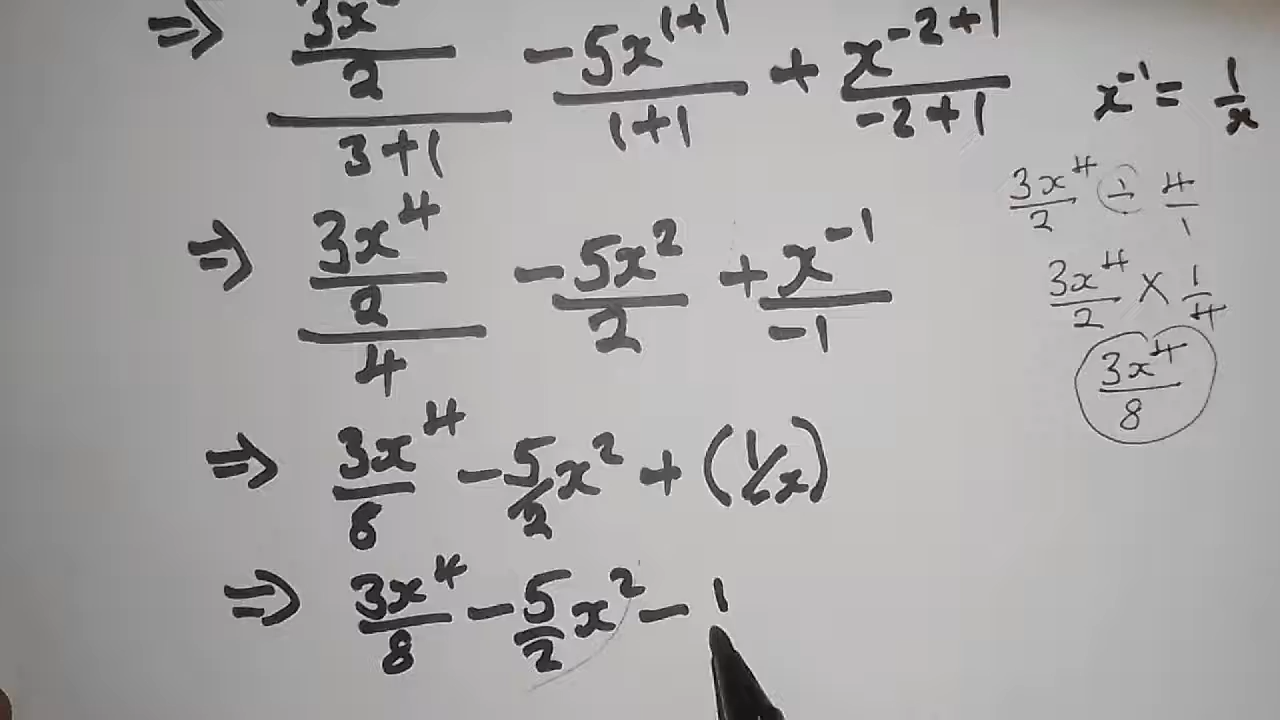 ⇒ 3x/2/3+1 -5x^(1+1)/1+1 + x^(-2+1)/-2+1
x^-1 = 1/x
3x^4/2 ÷ 4/1
⇒ 3x^4/2/4 -5x^2/2 + x^-1/-1
3x^4/2 × 1/4
3x^4/8
⇒ 3x^4/8 - 5/2 x^2 + (1/-x)
⇒ 3x^4/8 - 5/2 x^2 - 1